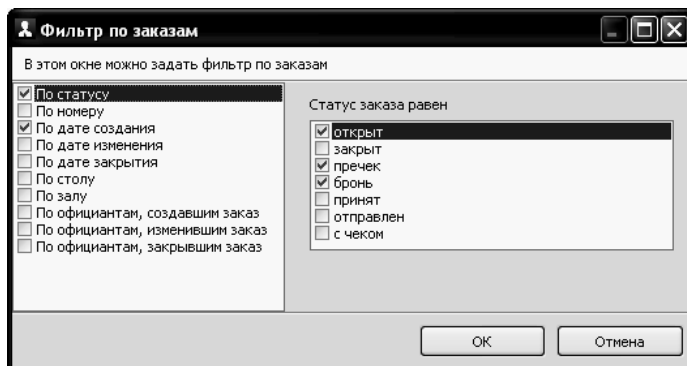 Фильтр по заказам
В этом окне можно задать фильтр по заказам
По статусу
По номеру
По дате создания
По дате изменения
По дате закрытия
По столу
По залу
По официантам, создавшим заказ
По официантам, изменившим заказ
По официантам, закрывшим заказ
Статус заказа равен
открыт
закрыт
пречек
бронь
принят
отправлен
с чеком
ОК
Отмена